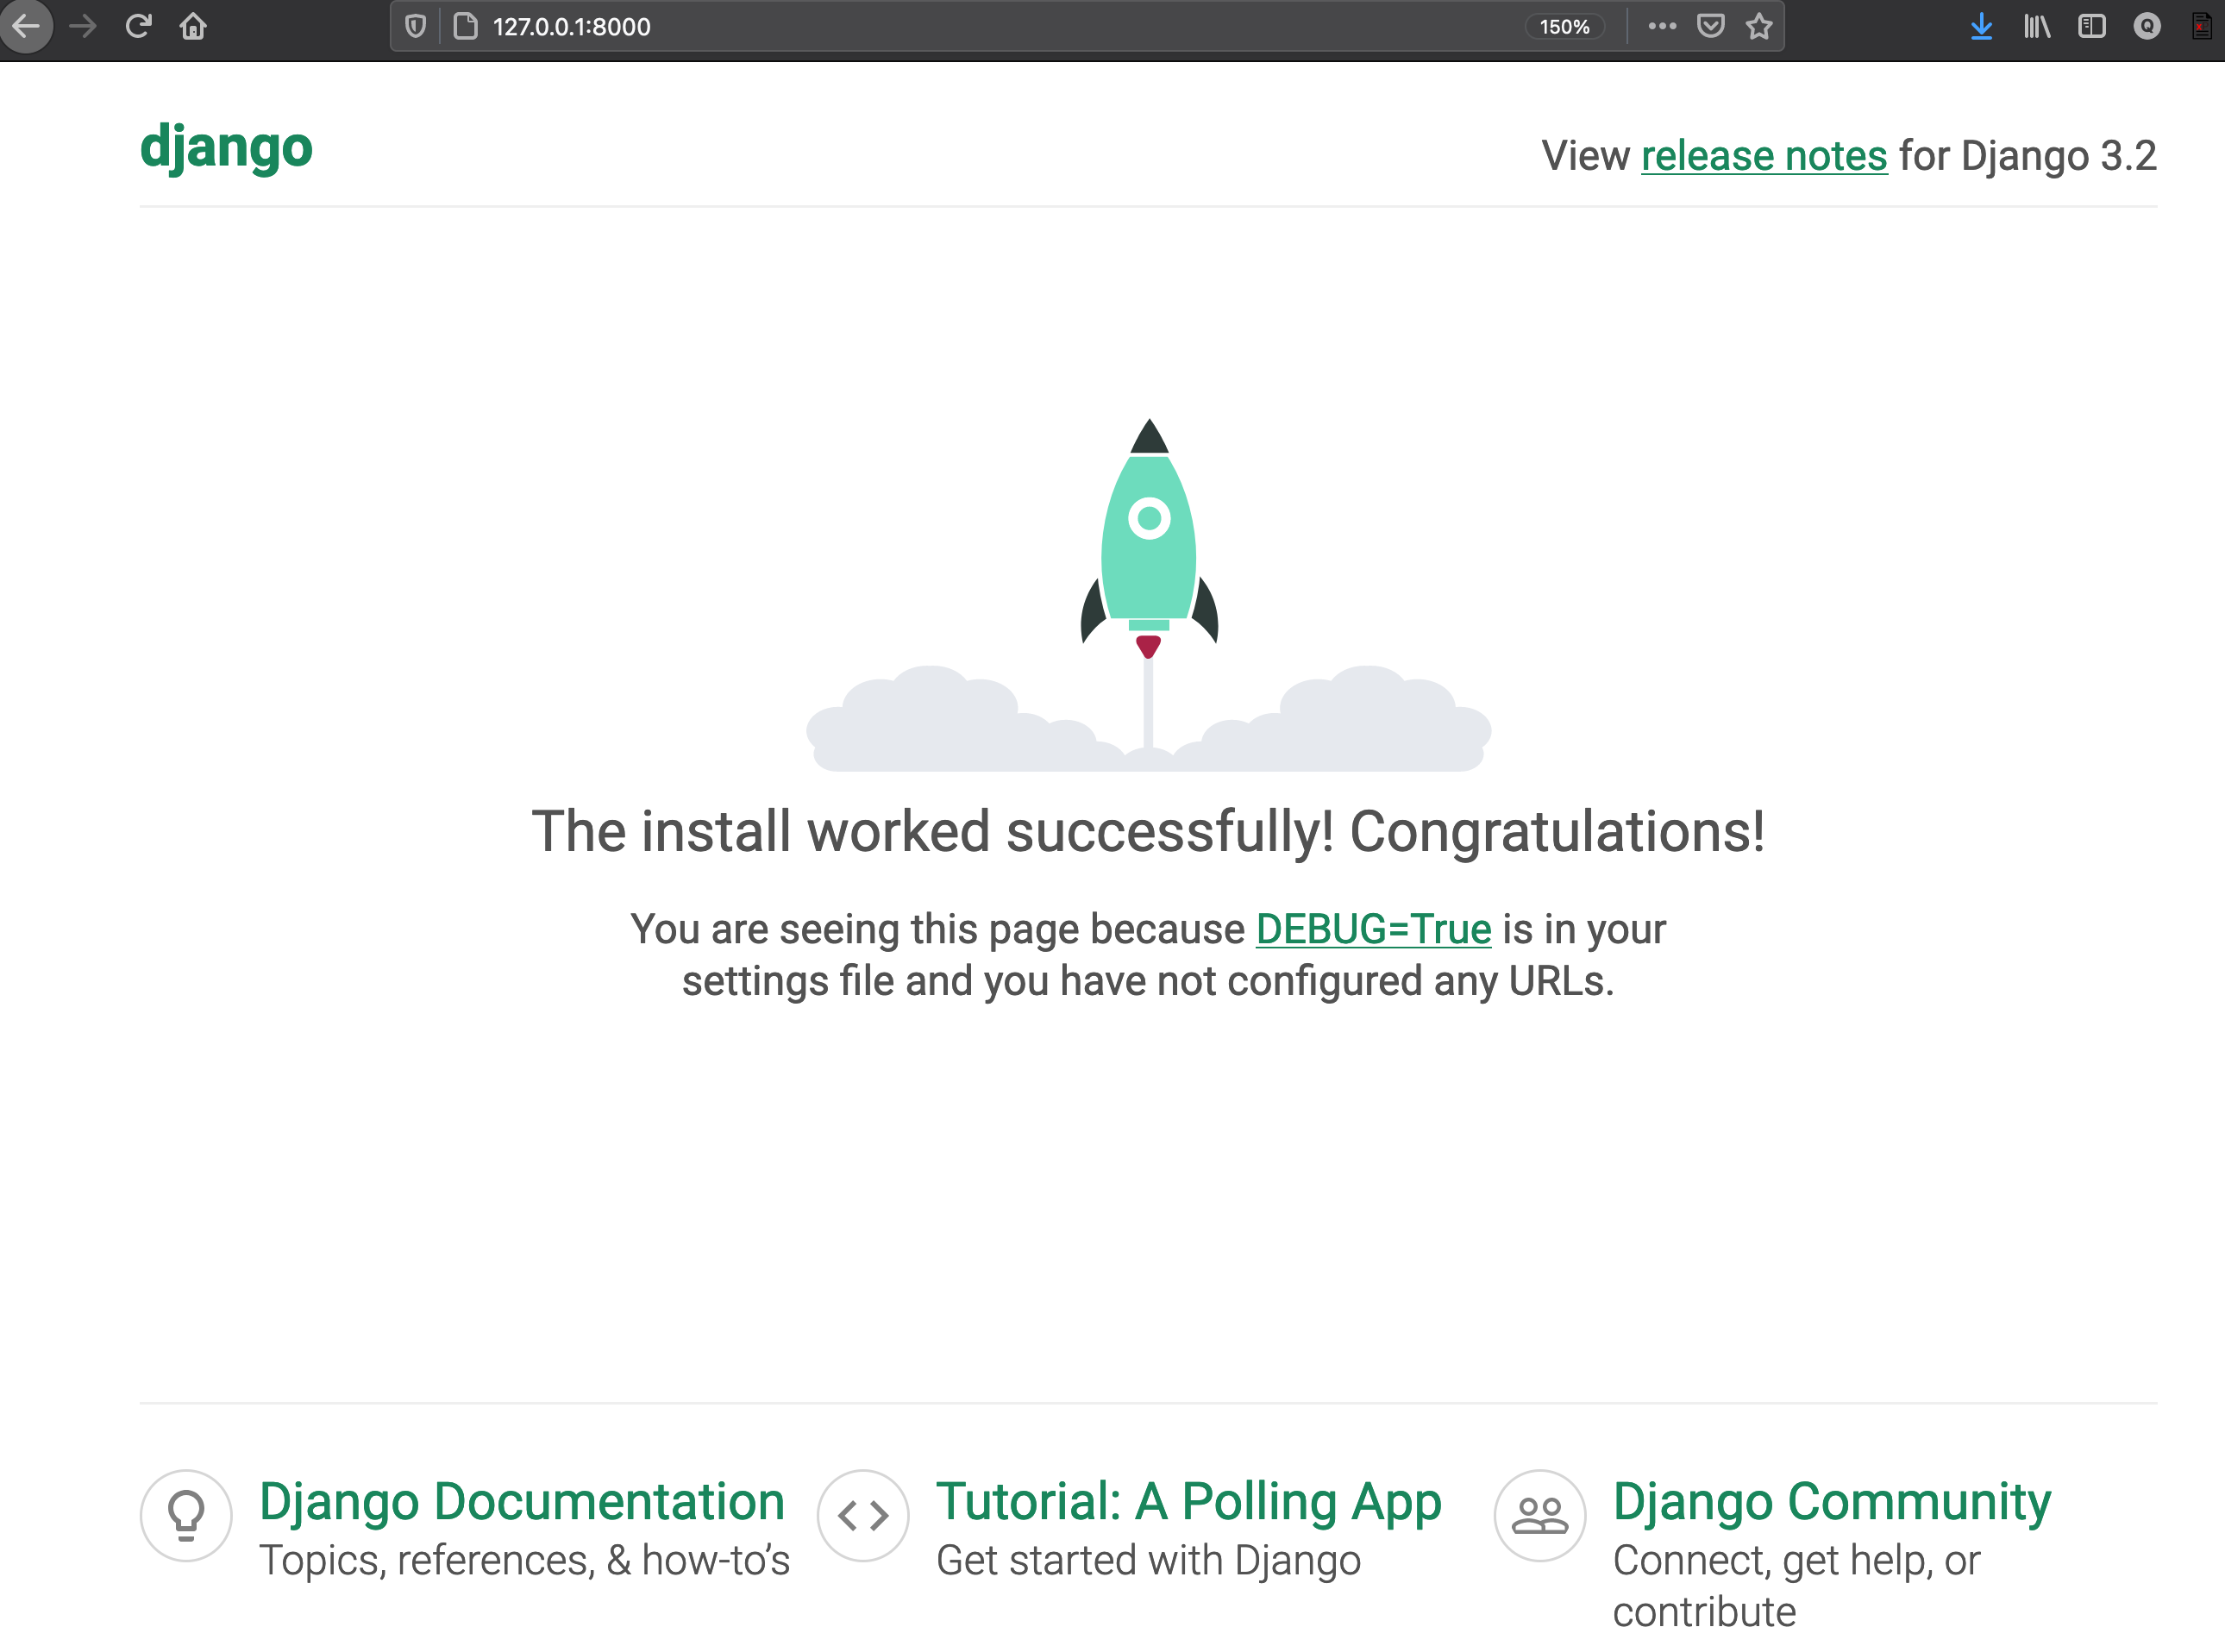 127.0.0.1:8000
150%
django
View release notes for Django 3.2
The install worked successfully! Congratulations!
You are seeing this page because DEBUG=True is in your
settings file and you have not configured any URLs.
Django Documentation
Topics, references, & how-to’s
Tutorial: A Polling App
Get started with Django
Django Community
Connect, get help, or
contribute